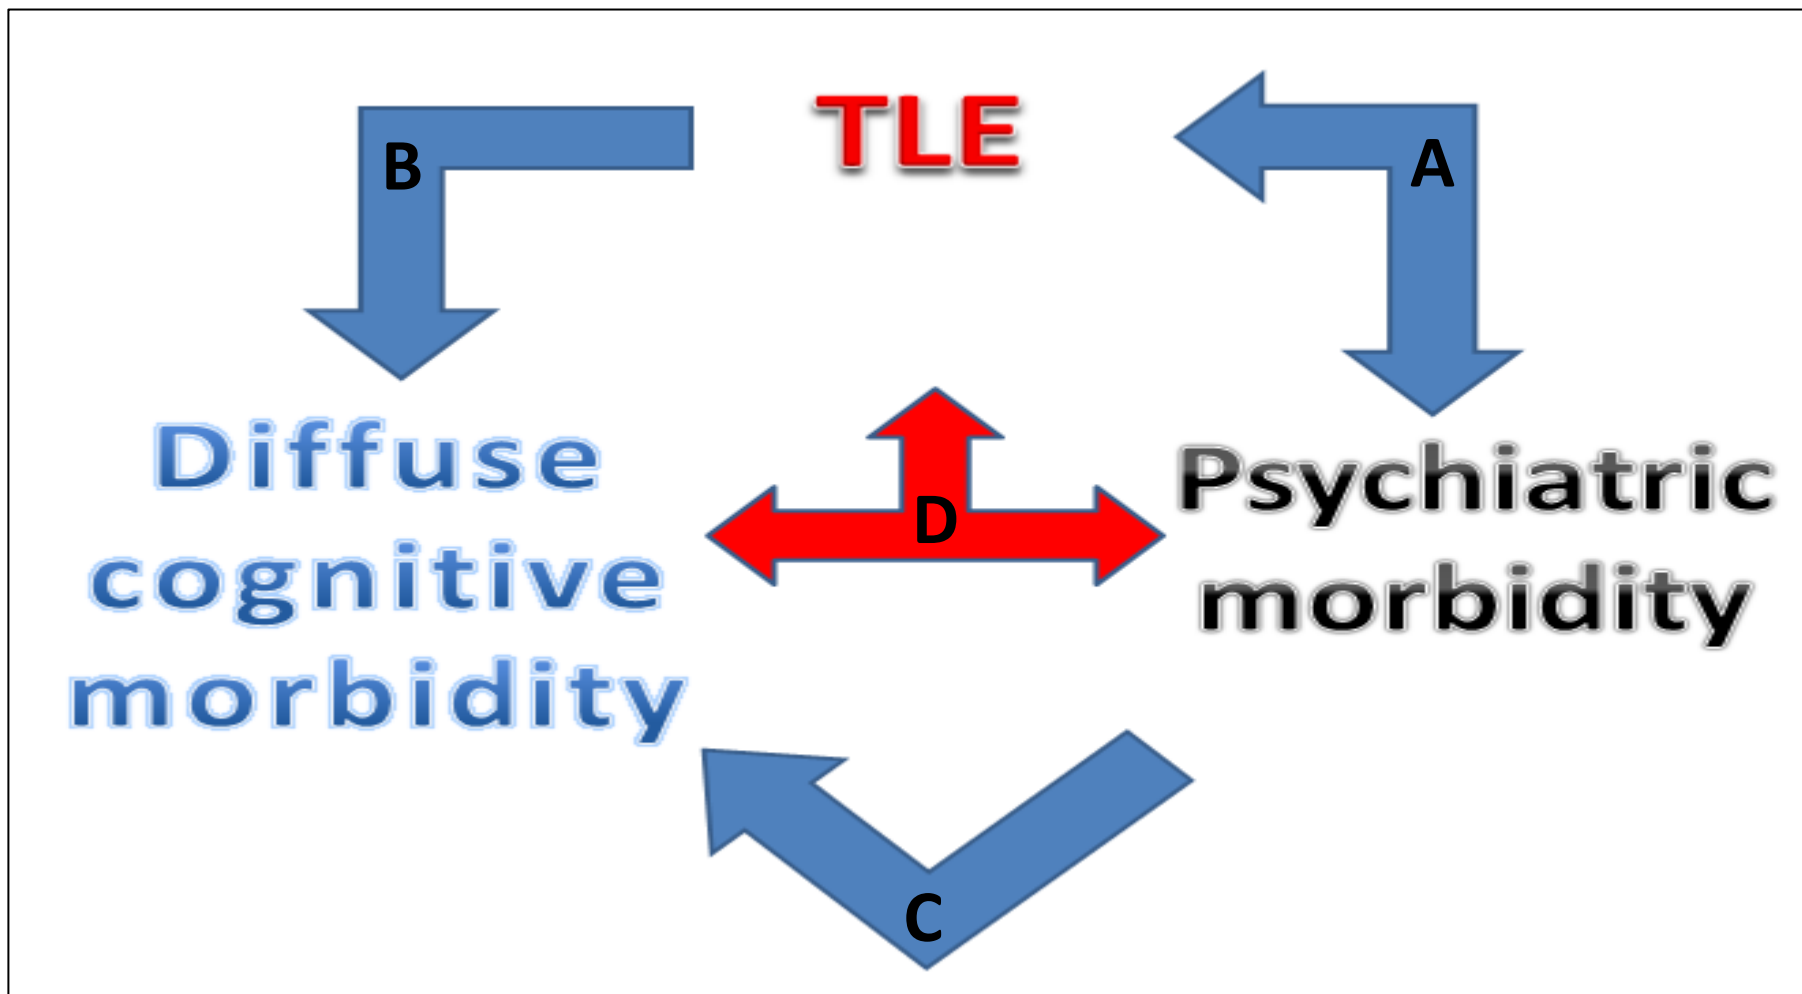 TLE
B
A
Diffuse
cognitive
morbidity
D
Psychiatric
morbidity
C